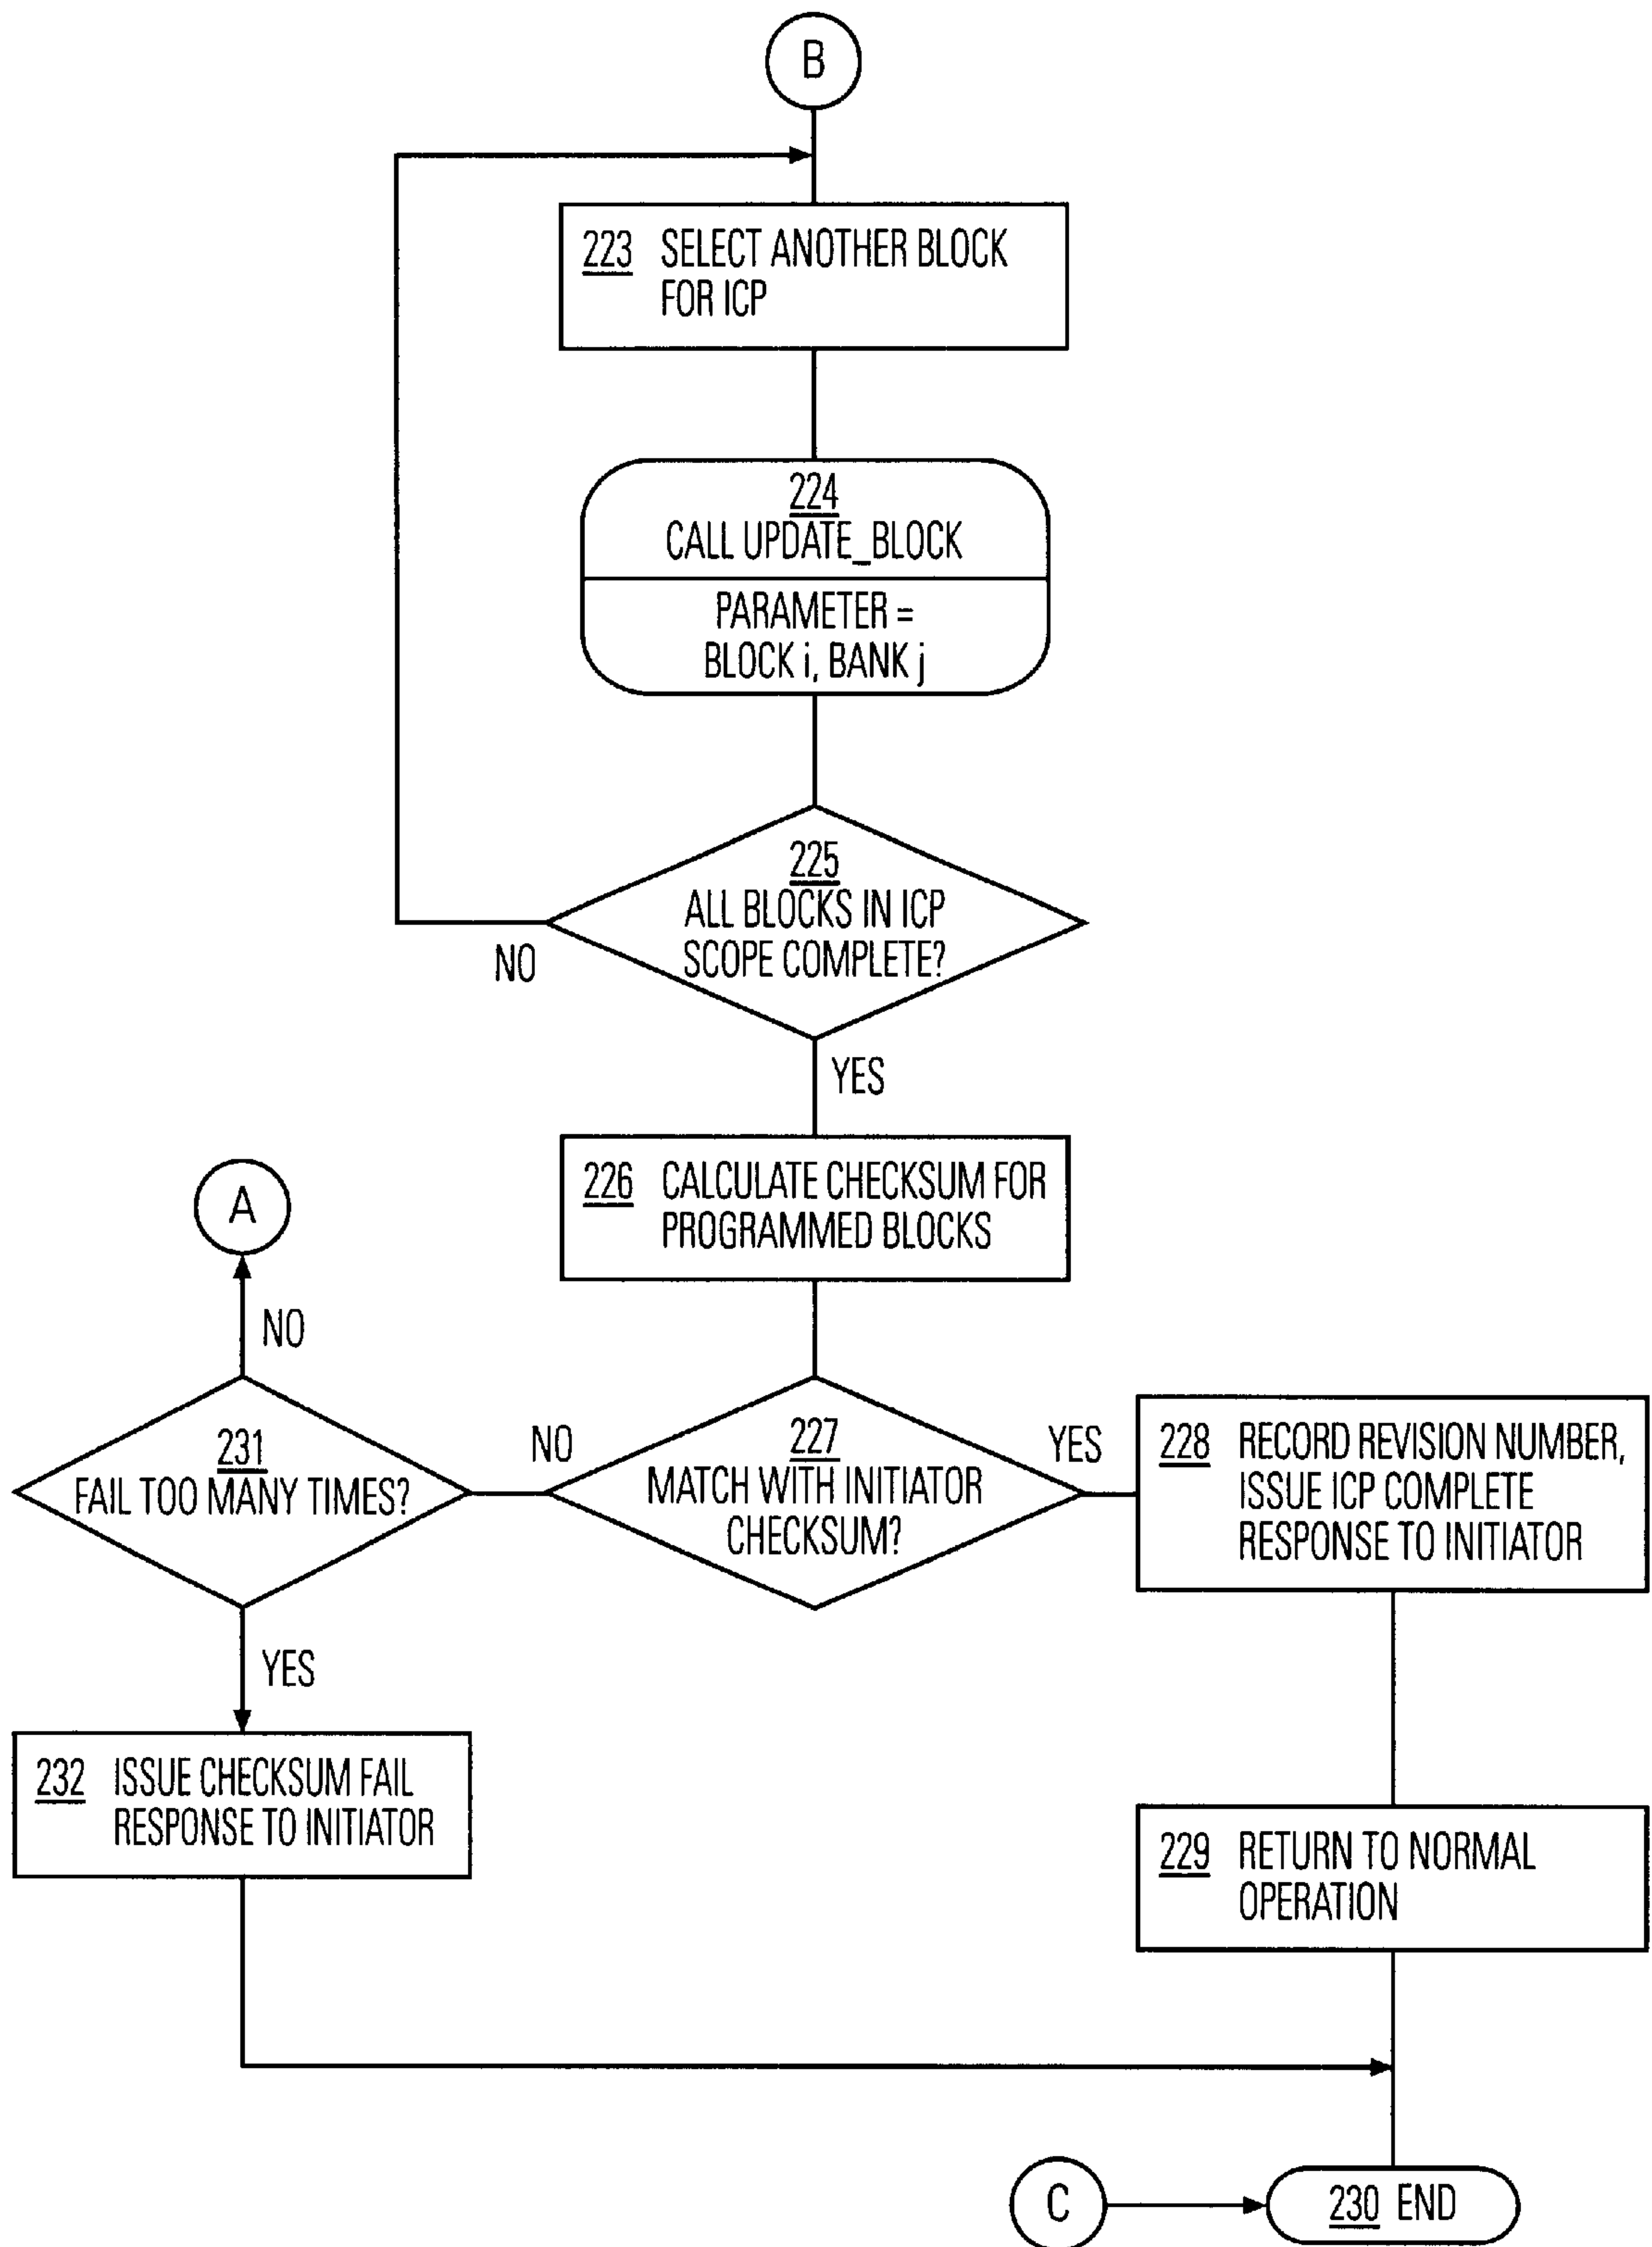 B
223 SELECT ANOTHER BLOCK
FOR ICP
224
CALL UPDATE_BLOCK
PARAMETER =
BLOCK i, BANK j
225
ALL BLOCKS IN ICP
SCOPE COMPLETE?
NO
YES
226 CALCULATE CHECKSUM FOR
PROGRAMMED BLOCKS
A
NO
231
FAIL TOO MANY TIMES?
NO
227
MATCH WITH INITIATOR
CHECKSUM?
YES
228 RECORD REVISION NUMBER,
ISSUE ICP COMPLETE
RESPONSE TO INITIATOR
YES
232 ISSUE CHECKSUM FAIL
RESPONSE TO INITIATOR
229 RETURN TO NORMAL
OPERATION
C
230 END